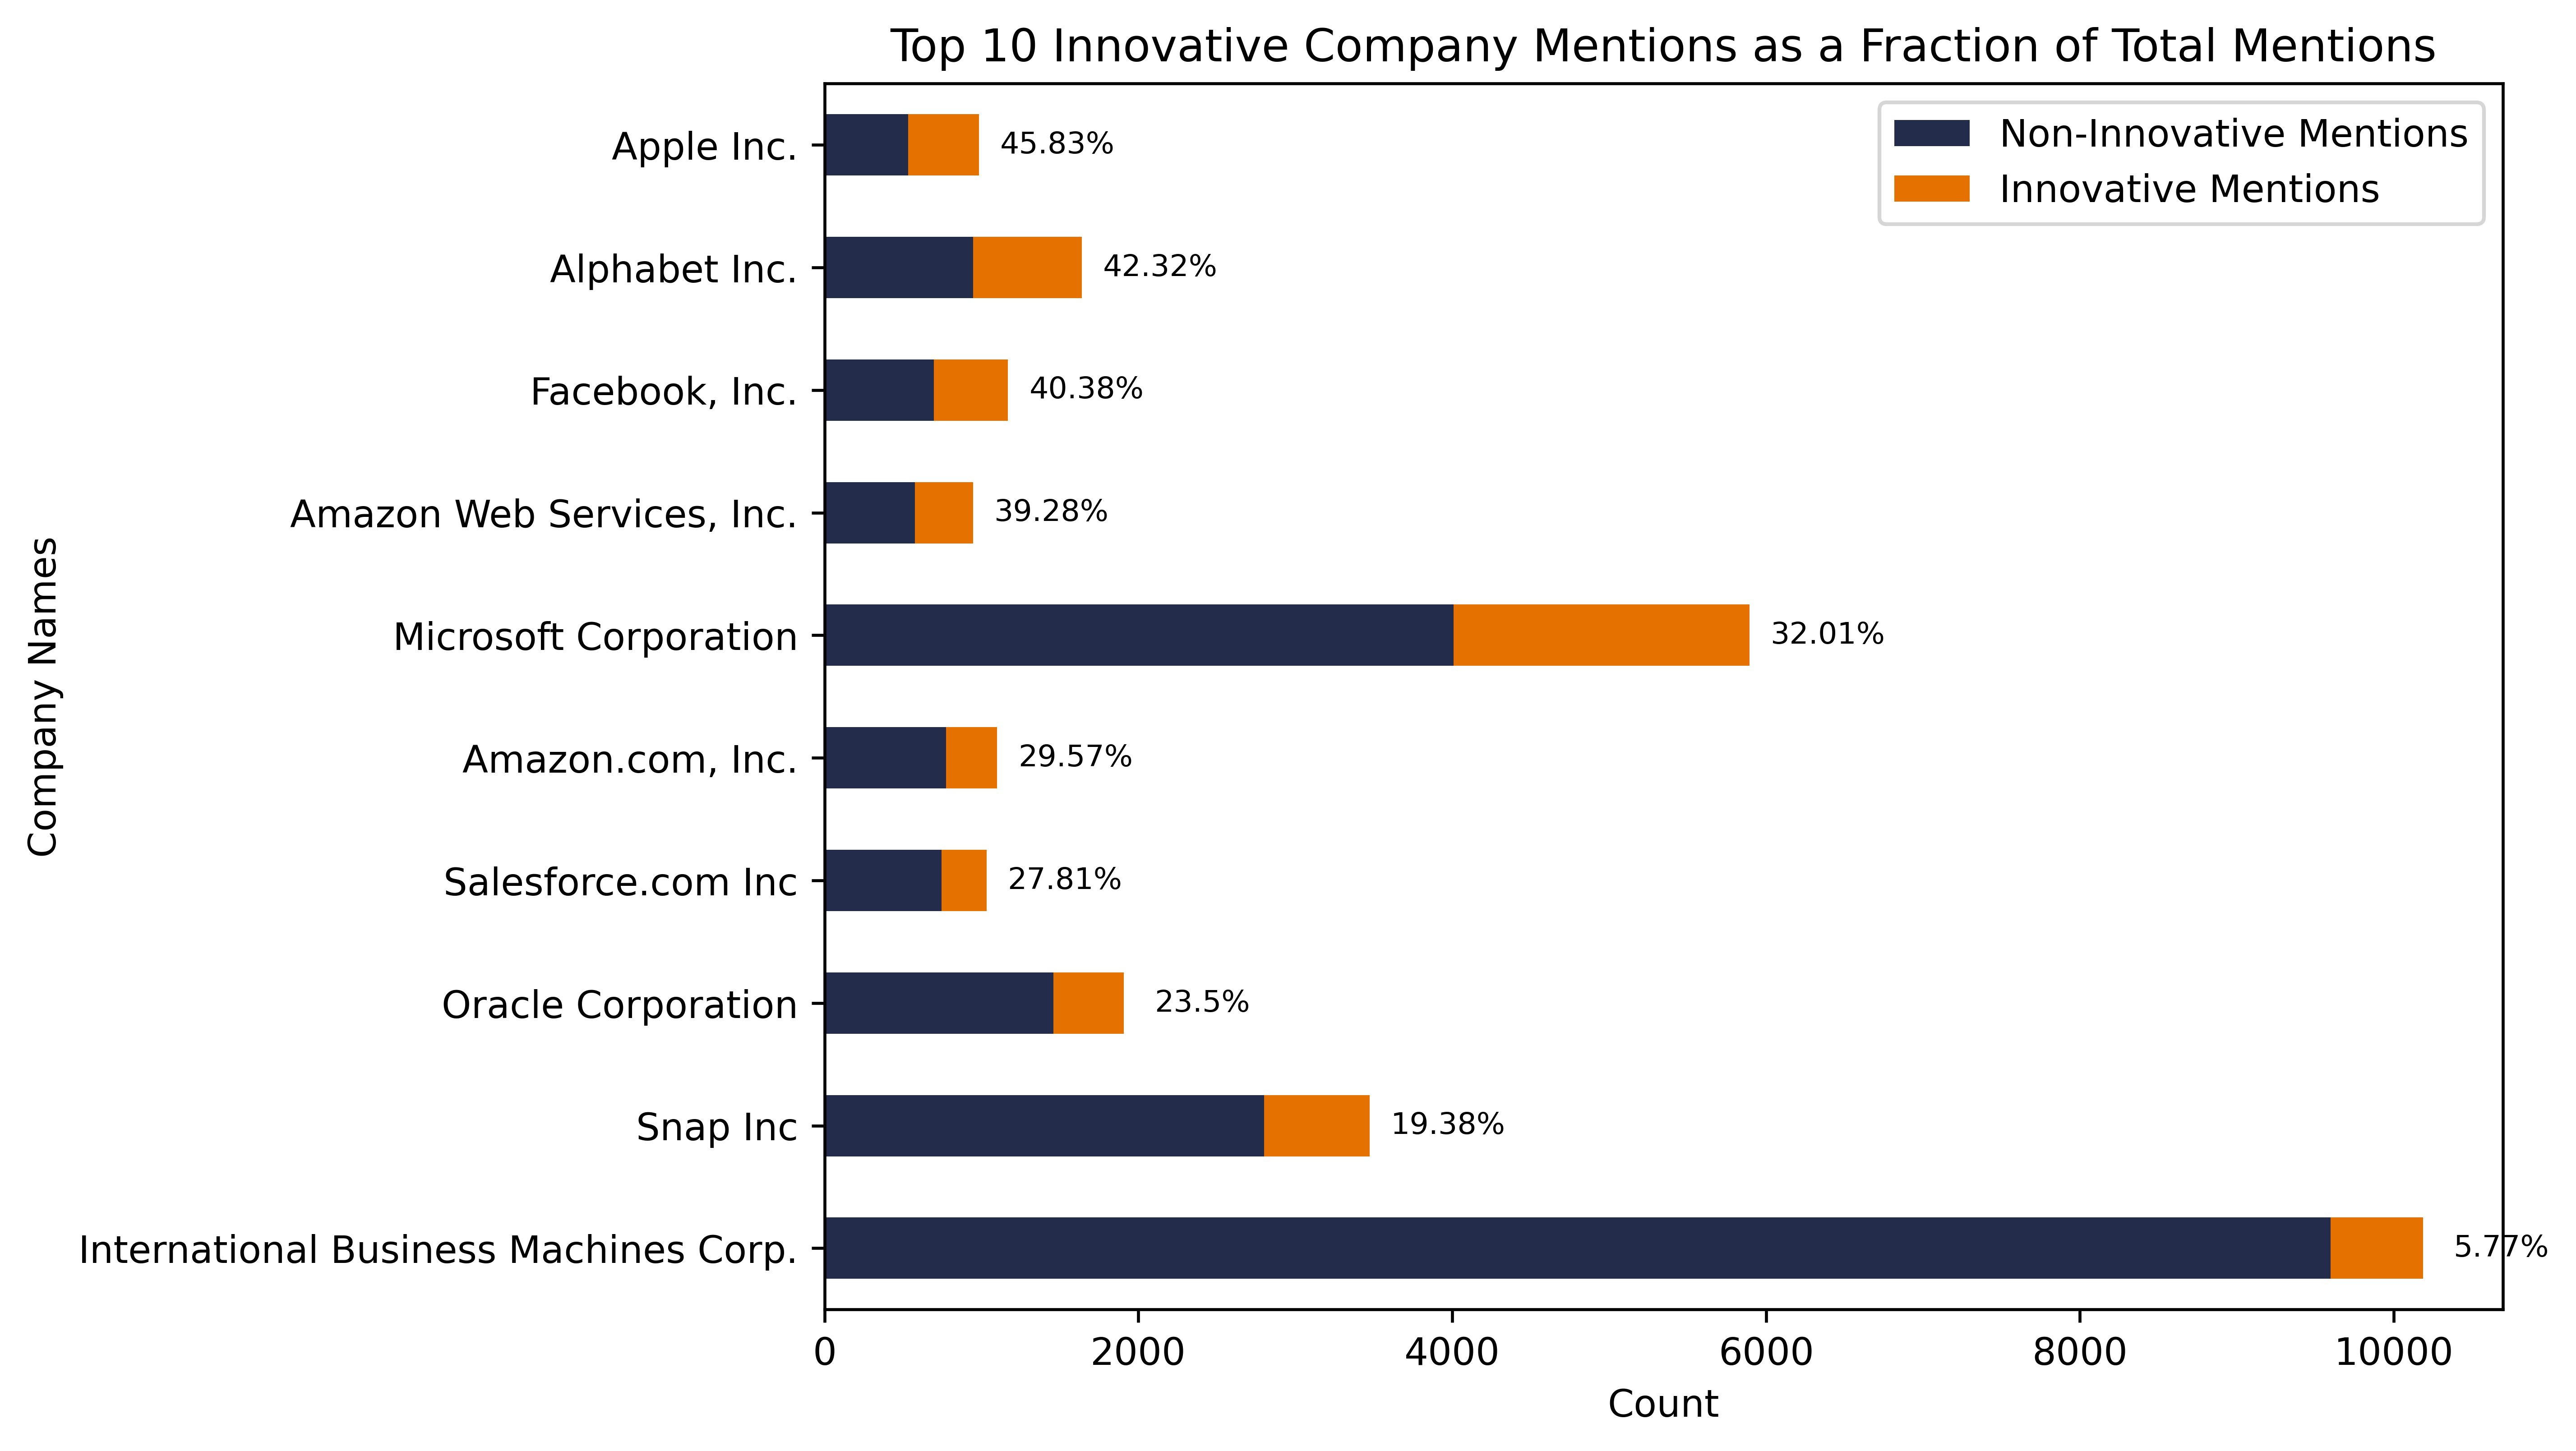 Top 10 Innovative Company Mentions as a Fraction of Total Mentions
Non-Innovative Mentions
Innovative Mentions
Company Names
Apple Inc. 45.83%
Alphabet Inc. 42.32%
Facebook, Inc. 40.38%
Amazon Web Services, Inc. 39.28%
Microsoft Corporation 32.01%
Amazon.com, Inc. 29.57%
Salesforce.com Inc 27.81%
Oracle Corporation 23.5%
Snap Inc 19.38%
International Business Machines Corp. 5.77%
0 2000 4000 6000 8000 10000
Count